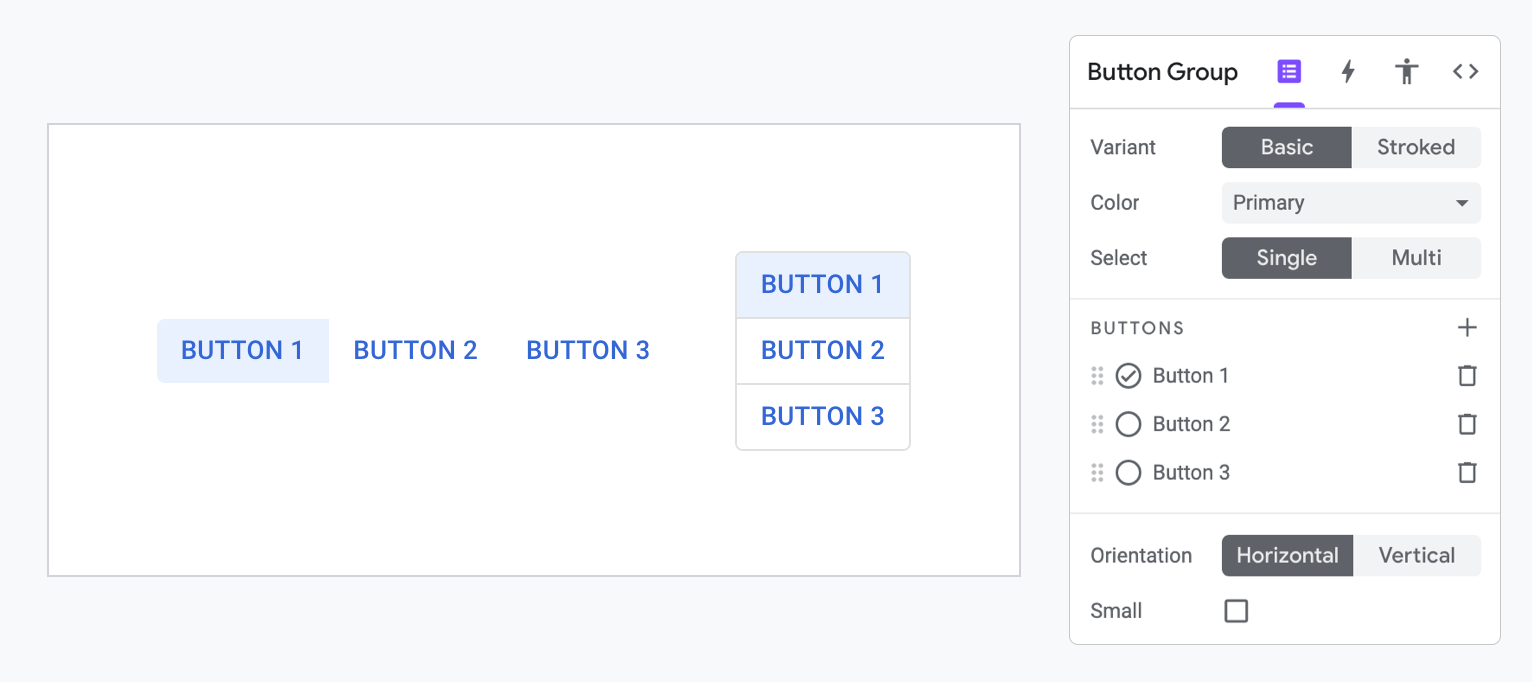 BUTTON 1 BUTTON 2 BUTTON 3
BUTTON 1
BUTTON 2
BUTTON 3
Button Group
Variant Basic Stroked
Color Primary
Select Single Multi
BUTTONS
Button 1
Button 2
Button 3
Orientation Horizontal Vertical
Small